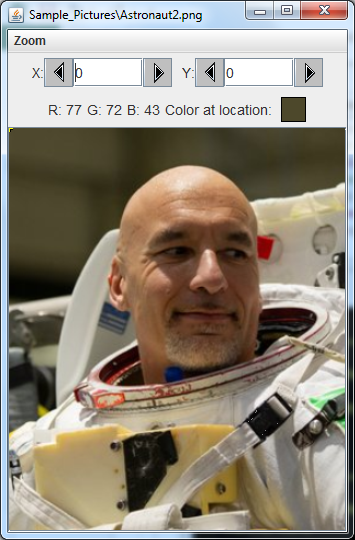 Sample_Pictures\Astronaut2.png
Zoom
X: 0 Y: 0
R: 77 G: 72 B: 43 Color at location: